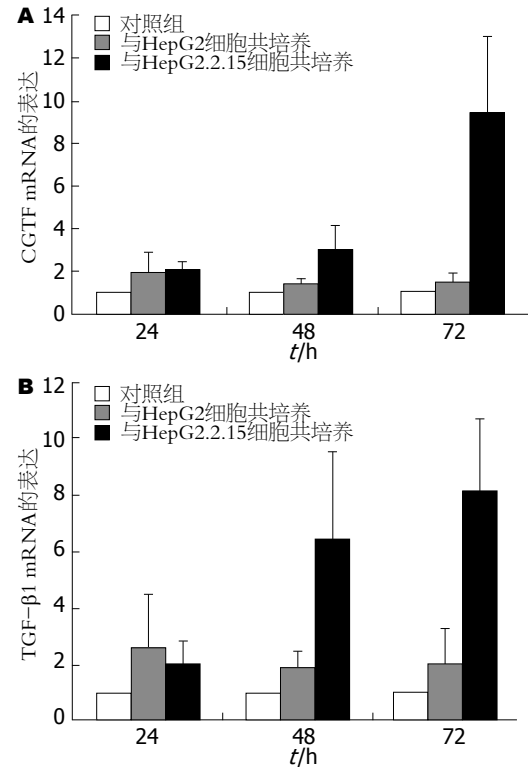 A
14
12
10
8
6
4
2
0
对照组
与HepG2细胞共培养
与HepG2.2.15细胞共培养
CGTF mRNA的表达
24 48 72
t/h
B
12
10
8
6
4
2
0
对照组
与HepG2细胞共培养
与HepG2.2.15细胞共培养
TGF-β1 mRNA的表达
24 48 72
t/h